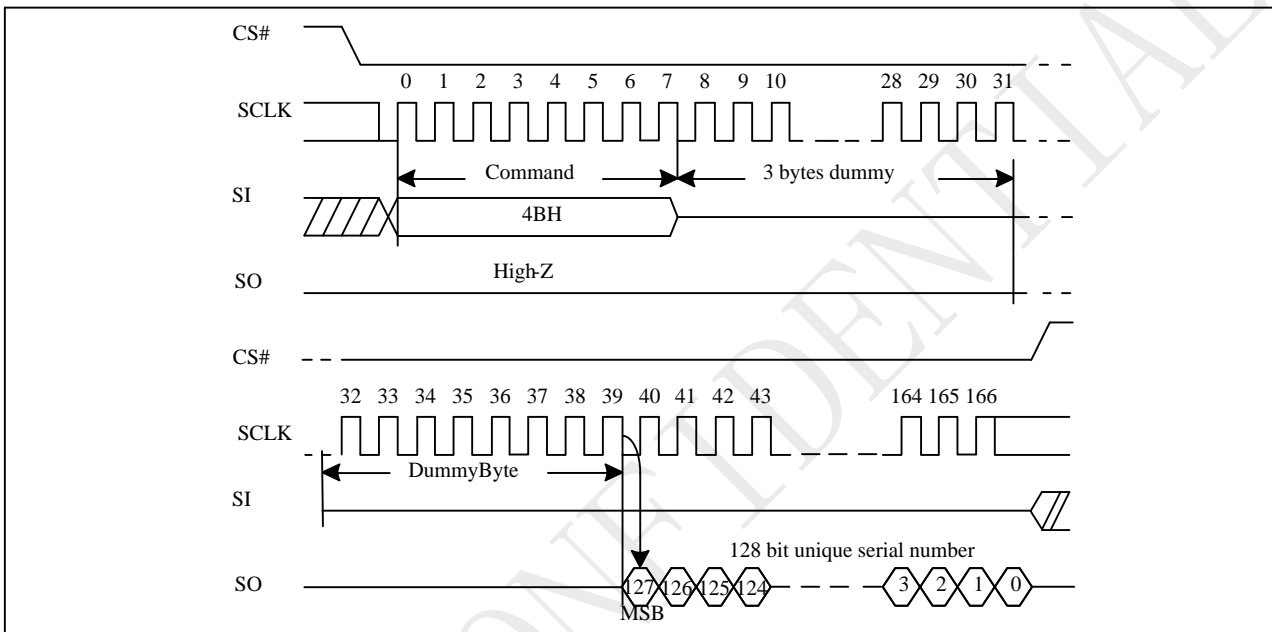 CS#
0 1 2 3 4 5 6 7 8 9 10 28 29 30 31
SCLK
Command 3 bytes dummy
SI
4BH
High-Z
SO
CS#
32 33 34 35 36 37 38 39 40 41 42 43 164 165 166
SCLK
DummyByte
SI
128 bit unique serial number
SO
127 126 125 124 3 2 1 0
MSB
ONFIDENTIAL